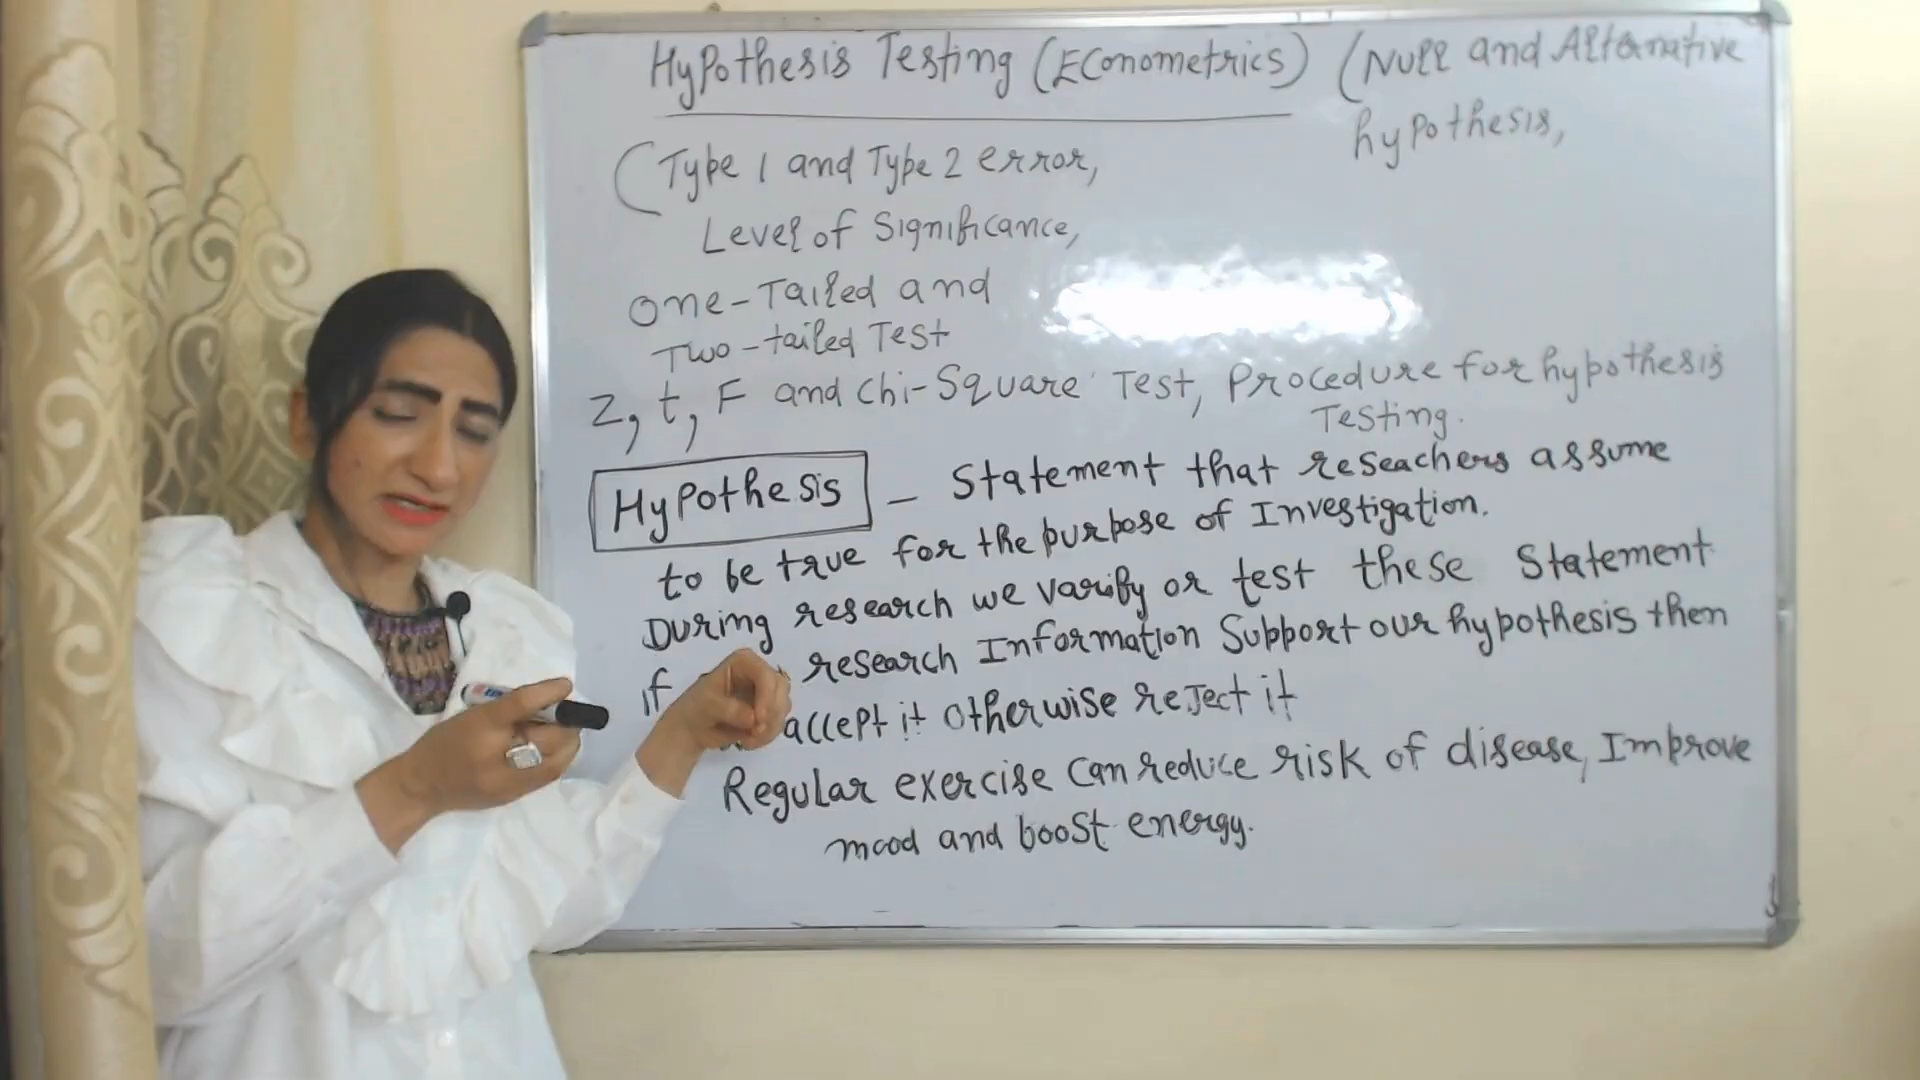 Hypothesis Testing (Econometrics) (Null and Alternative
hypothesis,
(Type 1 and Type 2 error,
Level of Significance,
One-Tailed and
Two-tailed Test
Z, t, F and Chi-Square Test, Procedure for hypothesis
Testing.
Hypothesis - Statement that reseachers assume
to be true for the purpose of Investigation.
During research we varify or test these Statement
If research Information Support our hypothesis then
accept it otherwise reject it
Regular exercise can reduce risk of disease, Improve
mood and boost energy.